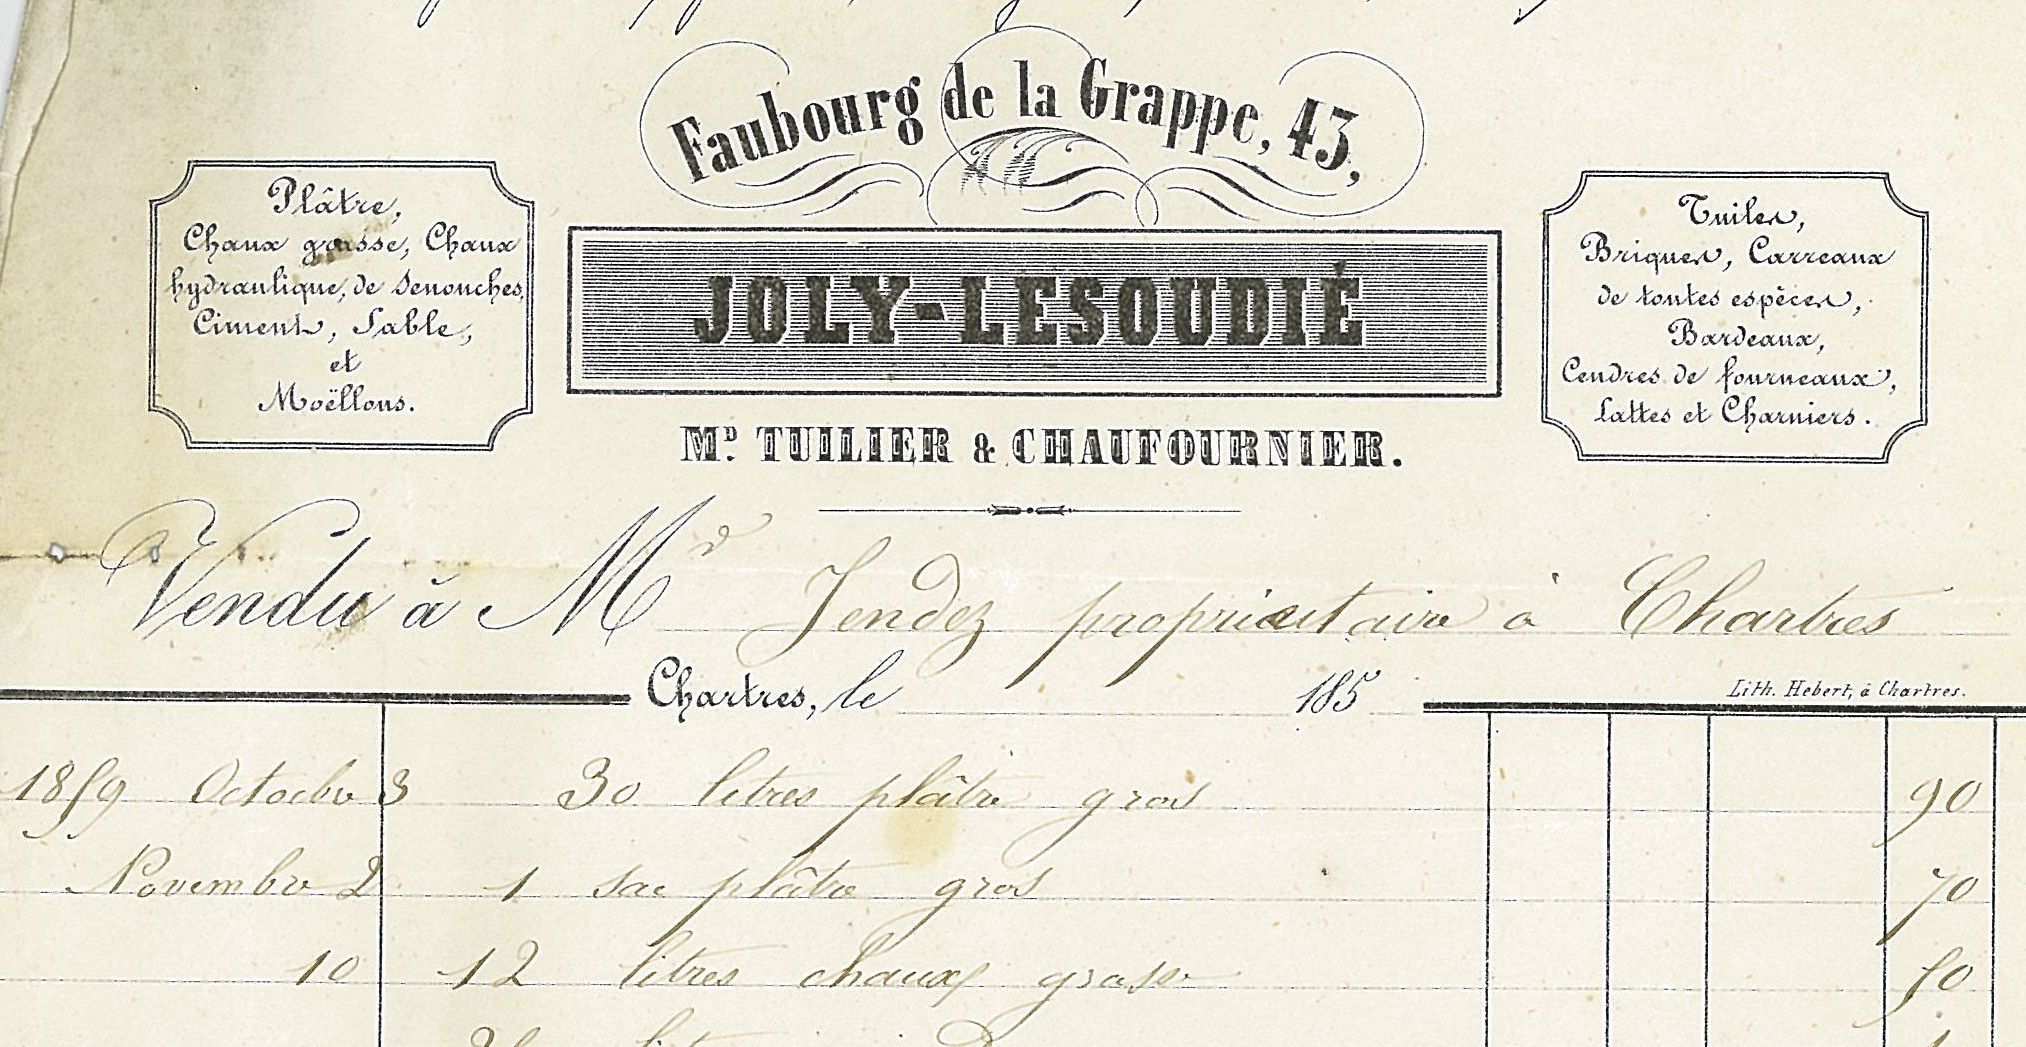 Faubourg de la Grappe, 43,
Plâtre,
Chaux grasse, Chaux
hydraulique, de Senonches,
Ciments, Sable,
et
Moëllons.
JOLY-LESOUDIÉ
Md. TUILIER & CHAUFOURNIER.
Tuiles,
Briques, Carreaux
de toutes espèces,
Bardeaux,
Cendres de fourneaux,
Lattes et Charniers.
Vendu à Md Jendez proprietaire à Chartres
Chartres, le 185
Lith. Hebert, à Chartres.
1859 Octobre 3 30 litres plâtre gros 90
Novembre 2 1 sac plâtre gros 70
10 12 litres chaux grasse 50